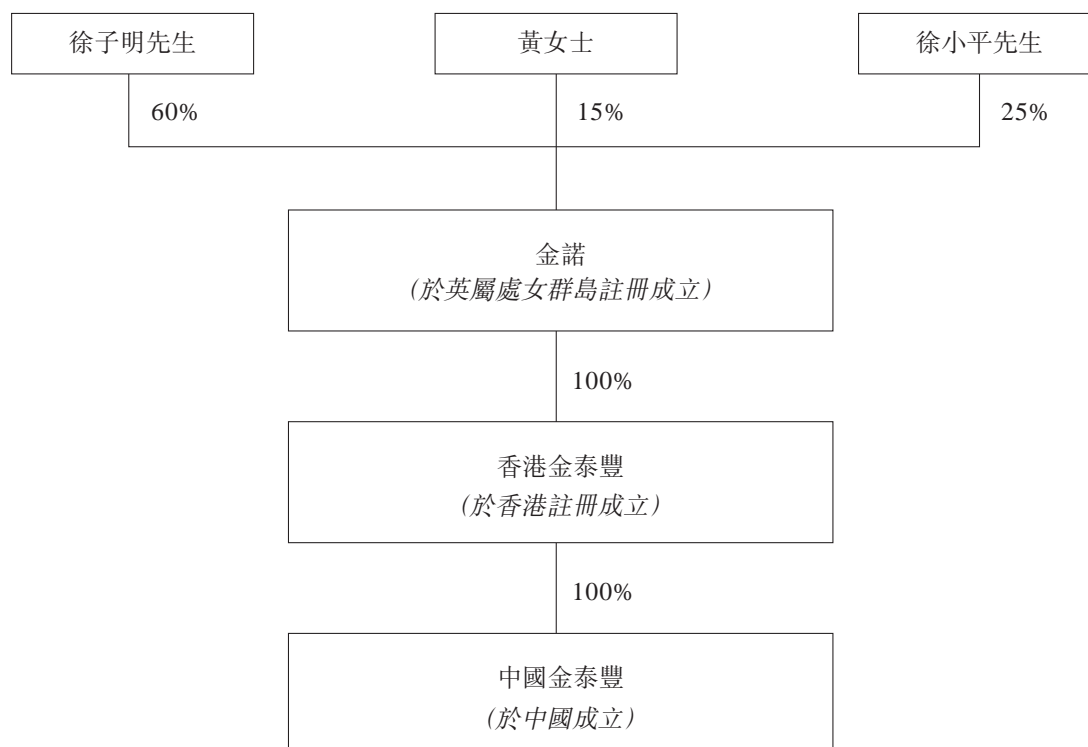 徐子明先生
黃女士
徐小平先生
60%
15%
25%
金諾
(於英屬處女群島註冊成立)
100%
香港金泰豐
(於香港註冊成立)
100%
中國金泰豐
(於中國成立)